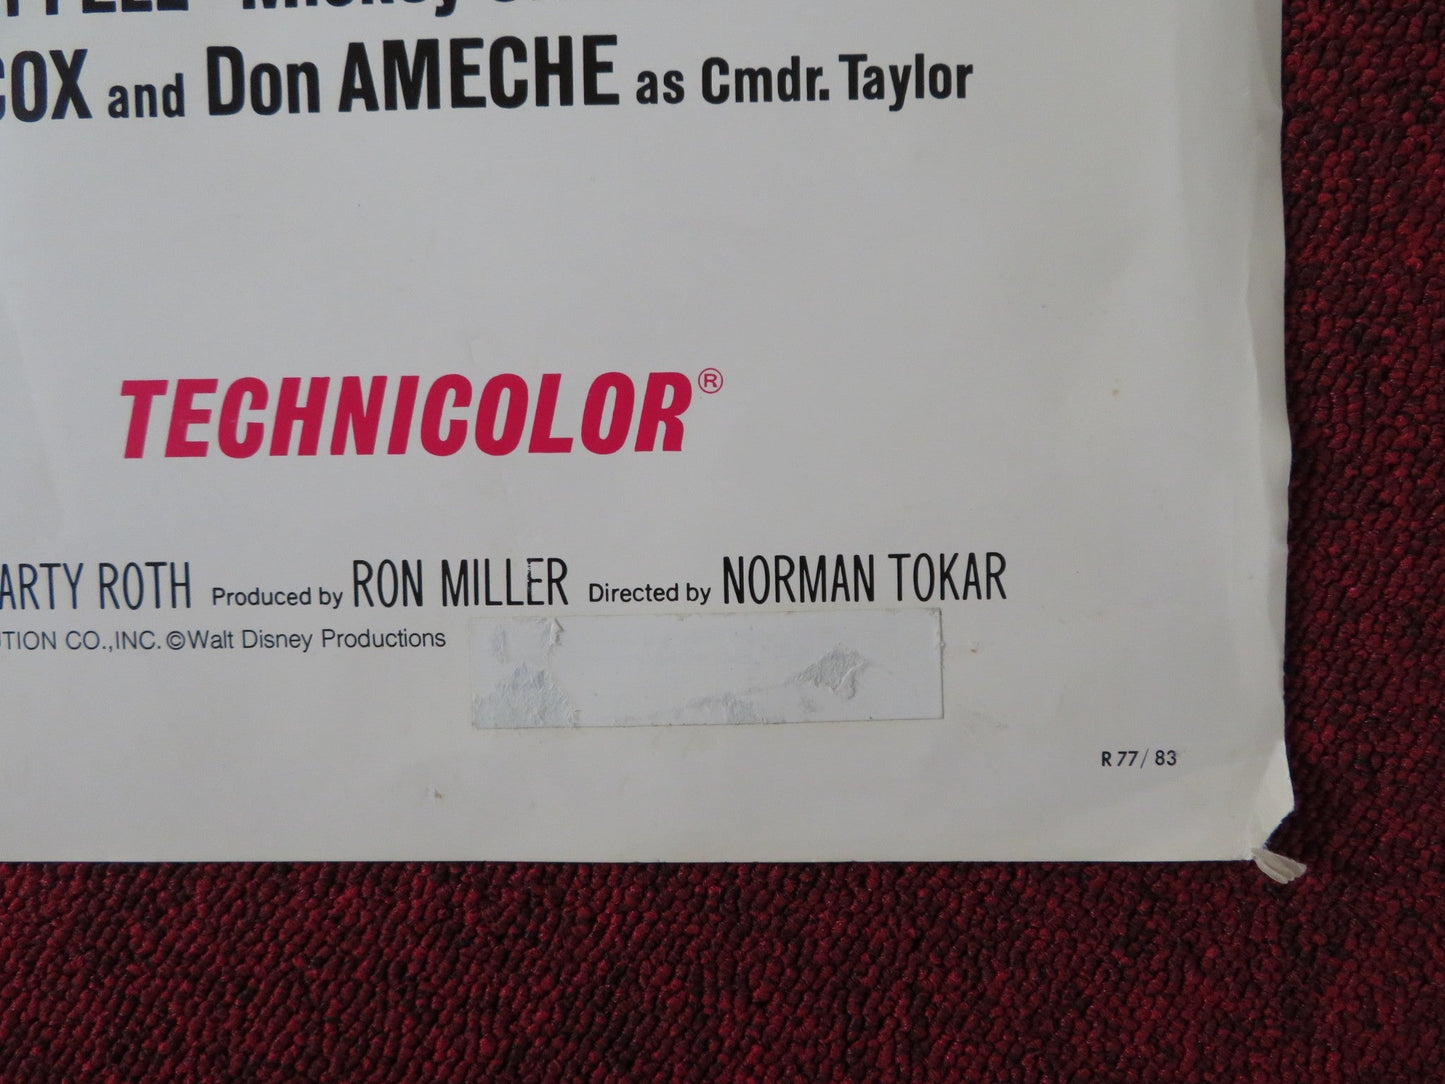 COX and Don AMECHE as Cmdr. Taylor
TECHNICOLOR®
ARTY ROTH Produced by RON MILLER Directed by NORMAN TOKAR
UTION CO.,INC. ©Walt Disney Productions
R 77/ 83